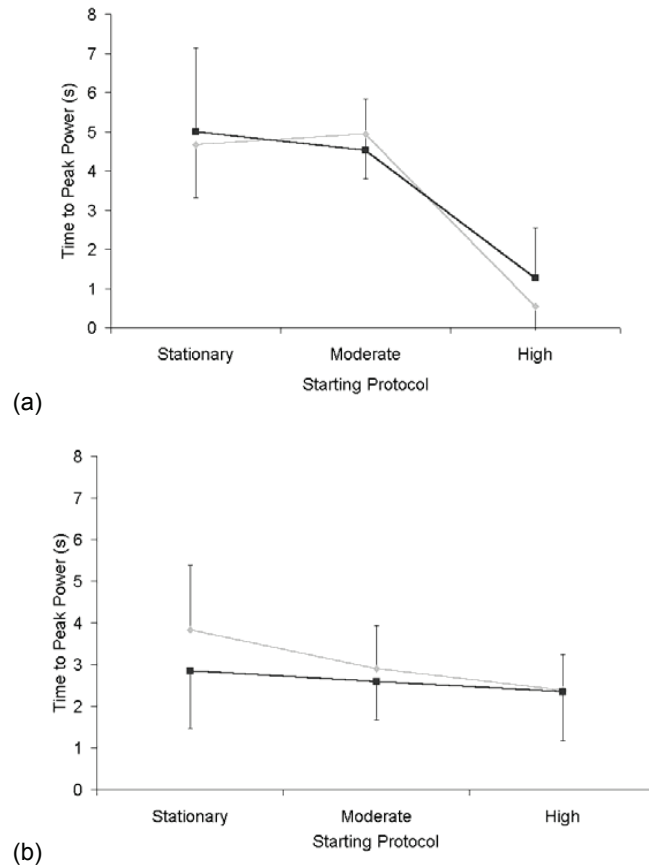 8
7
6
5
4
3
2
1
0
Time to Peak Power (s)
Stationary Moderate High
Starting Protocol
(a)
8
7
6
5
4
3
2
1
0
Time to Peak Power (s)
Stationary Moderate High
Starting Protocol
(b)